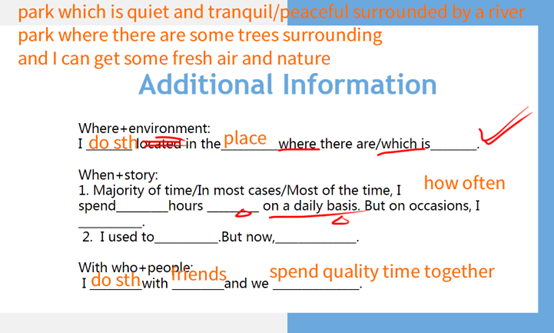 park which is quiet and tranquil/peaceful surrounded by a river
park where there are some trees surrounding
and I can get some fresh air and nature
Additional Information
Where+environment:
I do sth located in the place where there are/which is_______.
When+story:
1. Majority of time/In most cases/Most of the time, I how often
spend________hours ________ on a daily basis. But on occasions, I
__________.
2. I used to__________.But now,_____________.
With who+people:
I do sth with friends and we ______________. spend quality time together